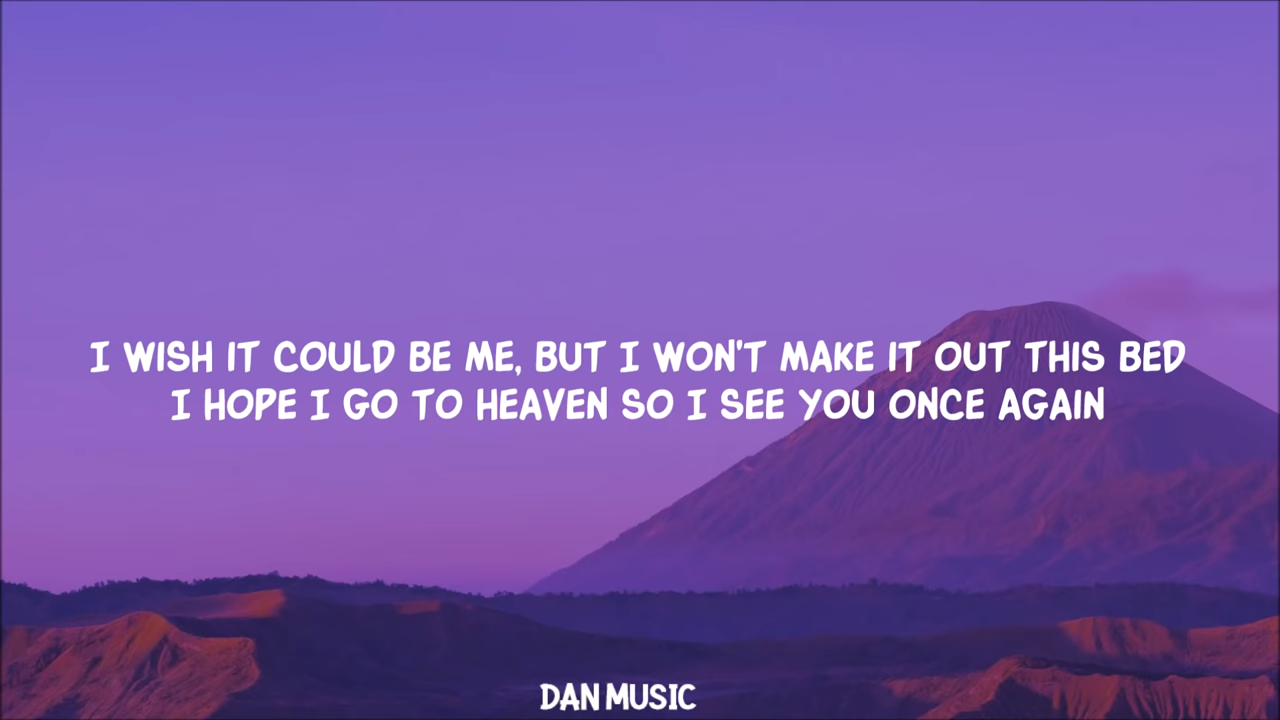 I WISH IT COULD BE ME, BUT I WON'T MAKE IT OUT THIS BED
I HOPE I GO TO HEAVEN SO I SEE YOU ONCE AGAIN
DAN MUSIC